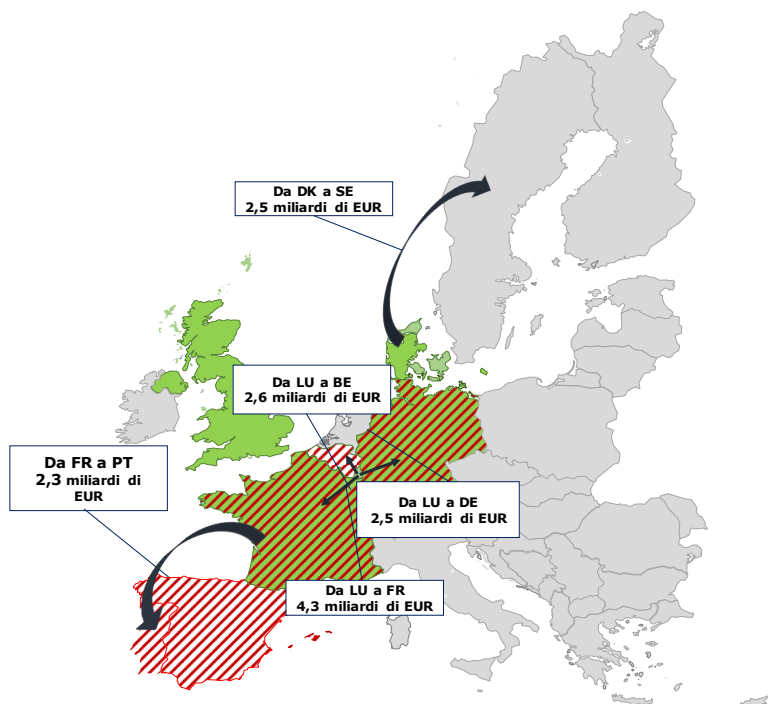 Da DK a SE
2,5 miliardi di EUR
Da LU a BE
2,6 miliardi di EUR
Da FR a PT
2,3 miliardi di
EUR
Da LU a DE
2,5 miliardi di EUR
Da LU a FR
4,3 miliardi di EUR